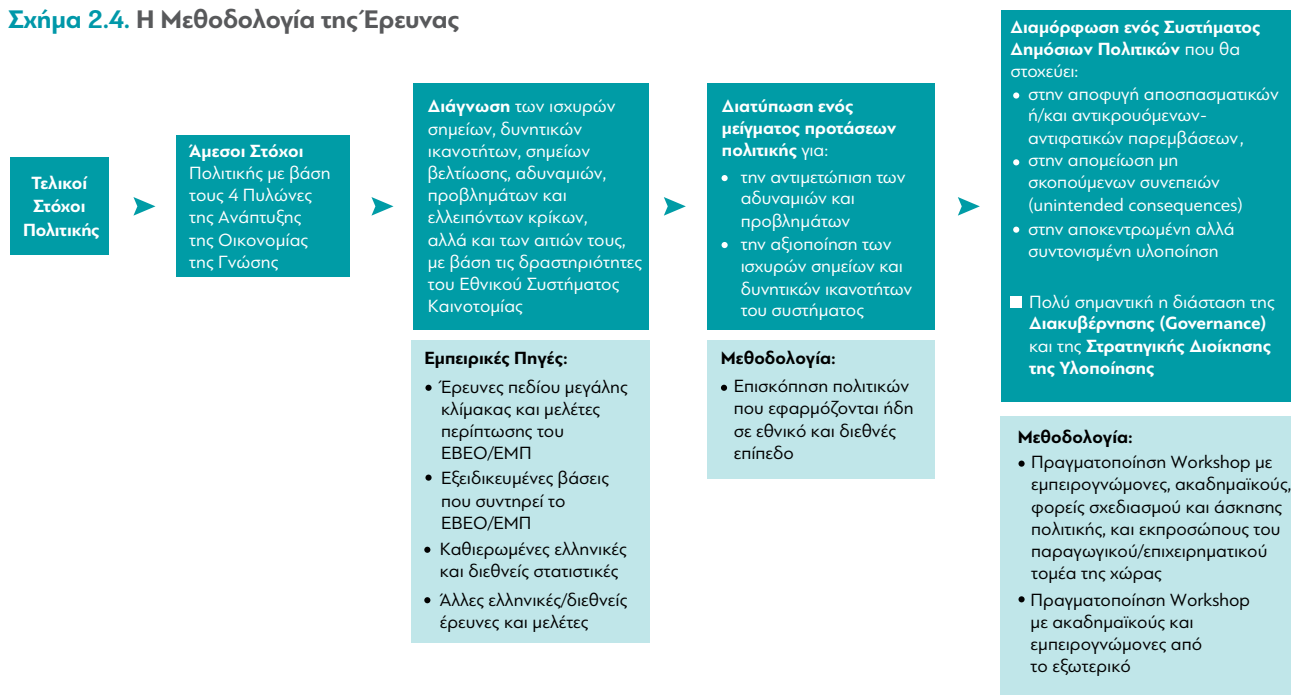 Σχήμα 2.4. Η Μεθοδολογία της Έρευνας
Τελικοί
Στόχοι
Πολιτικής
Άμεσοι Στόχοι
Πολιτικής με βάση
τους 4 Πυλώνες
της Ανάπτυξης
της Οικονομίας
της Γνώσης
Διάγνωση των ισχυρών
σημείων, δυνητικών
ικανοτήτων, σημείων
βελτίωσης, αδυναμιών,
προβλημάτων και
ελλειπόντων κρίκων,
αλλά και των αιτιών τους,
με βάση τις δραστηριότητες
του Εθνικού Συστήματος
Καινοτομίας
Εμπειρικές Πηγές:
• Έρευνες πεδίου μεγάλης
κλίμακας και μελέτες
περίπτωσης του
ΕΒΕΟ/ΕΜΠ
• Εξειδικευμένες βάσεις
που συντηρεί το
ΕΒΕΟ/ΕΜΠ
• Καθιερωμένες ελληνικές
και διεθνείς στατιστικές
• Άλλες ελληνικές/διεθνείς
έρευνες και μελέτες
Διατύπωση ενός
μείγματος προτάσεων
πολιτικής για:
• την αντιμετώπιση των
αδυναμιών και
προβλημάτων
• την αξιοποίηση των
ισχυρών σημείων και
δυνητικών ικανοτήτων
του συστήματος
Μεθοδολογία:
• Επισκόπηση πολιτικών
που εφαρμόζονται ήδη
σε εθνικό και διεθνές
επίπεδο
Διαμόρφωση ενός Συστήματος
Δημόσιων Πολιτικών που θα
στοχεύει:
• στην αποφυγή αποσπασματικών
ή/και αντικρουόμενων-
αντιφατικών παρεμβάσεων,
• στην απομείωση μη
σκοπούμενων συνεπειών
(unintended consequences)
• στην αποκεντρωμένη αλλά
συντονισμένη υλοποίηση
Πολύ σημαντική η διάσταση της
Διακυβέρνησης (Governance)
και της Στρατηγικής Διοίκησης
της Υλοποίησης
Μεθοδολογία:
• Πραγματοποίηση Workshop με
εμπειρογνώμονες, ακαδημαϊκούς,
φορείς σχεδιασμού και άσκησης
πολιτικής, και εκπροσώπους του
παραγωγικού/επιχειρηματικού
τομέα της χώρας
• Πραγματοποίηση Workshop
με ακαδημαϊκούς και
εμπειρογνώμονες από
το εξωτερικό